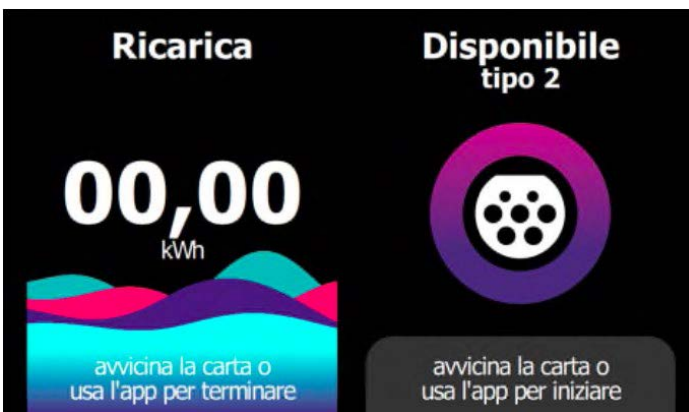 Ricarica
00,00
kWh
avvicina la carta o
usa l'app per terminare
Disponibile
tipo 2
avvicina la carta o
usa l'app per iniziare